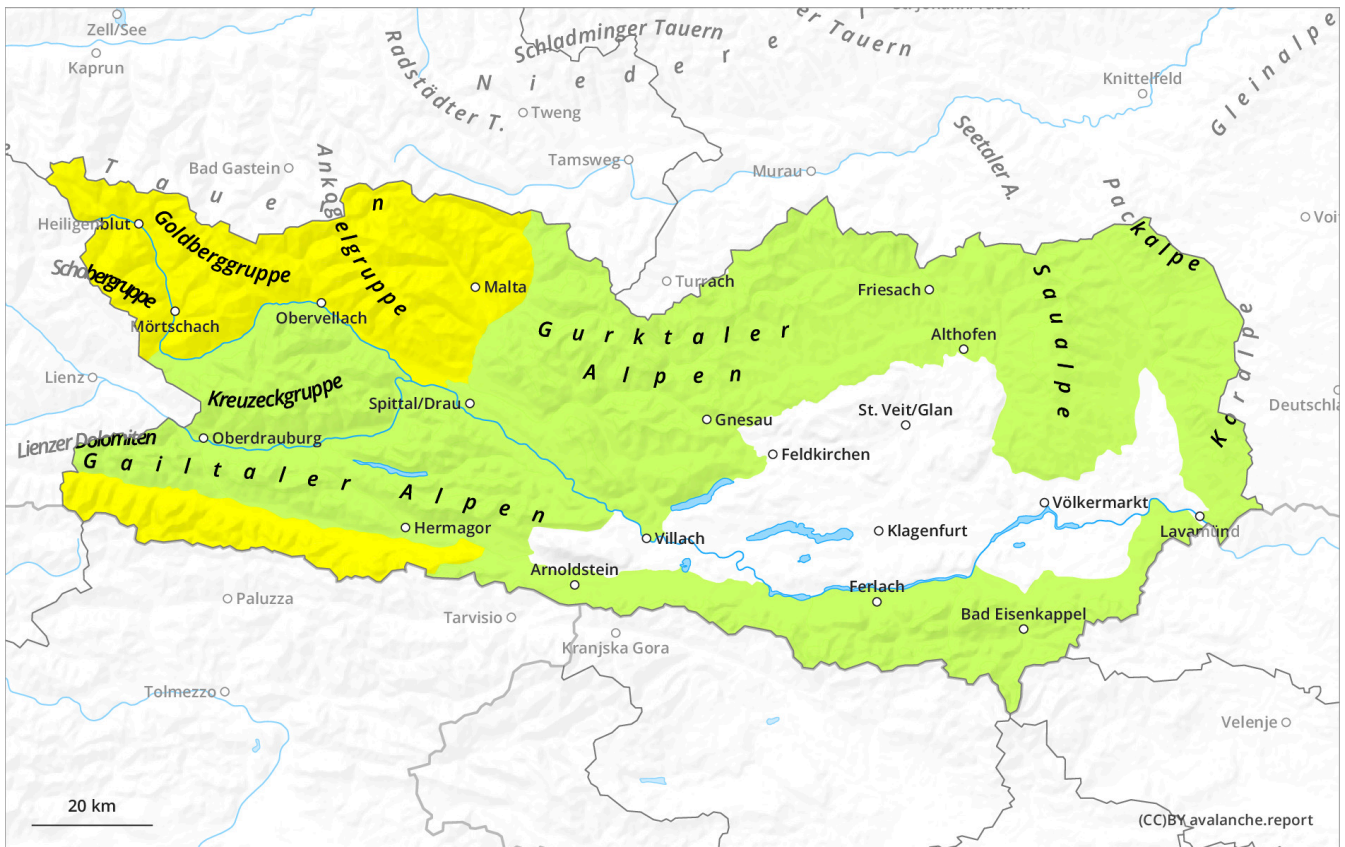 Zell/See
Kaprun
Schladminger Tauern
Niedere Tauern
Radstädter T.
Tweng
Knittelfeld
Gleinalpe
Seetaler A.
Tamsweg
Murau
Bad Gastein
Ankogelgruppe
Tauern
Packalpe
Heiligenblut
Goldberggruppe
Schobergruppe
Mörtschach
Obervellach
Malta
Turrach
Friesach
Saualpe
Koralpe
Gurktaler
Alpen
Althofen
Lienz
Kreuzeckgruppe
Spittal/Drau
Gnesau
St. Veit/Glan
Lienzer Dolomiten
Oberdrauburg
Feldkirchen
Gailtaler Alpen
Hermagor
Völkermarkt
Klagenfurt
Villach
Lavamünd
Arnoldstein
Ferlach
Bad Eisenkappel
Paluzza
Tarvisio
Kranjska Gora
Tolmezzo
Velenje
20 km
(CC)BY avalanche.report